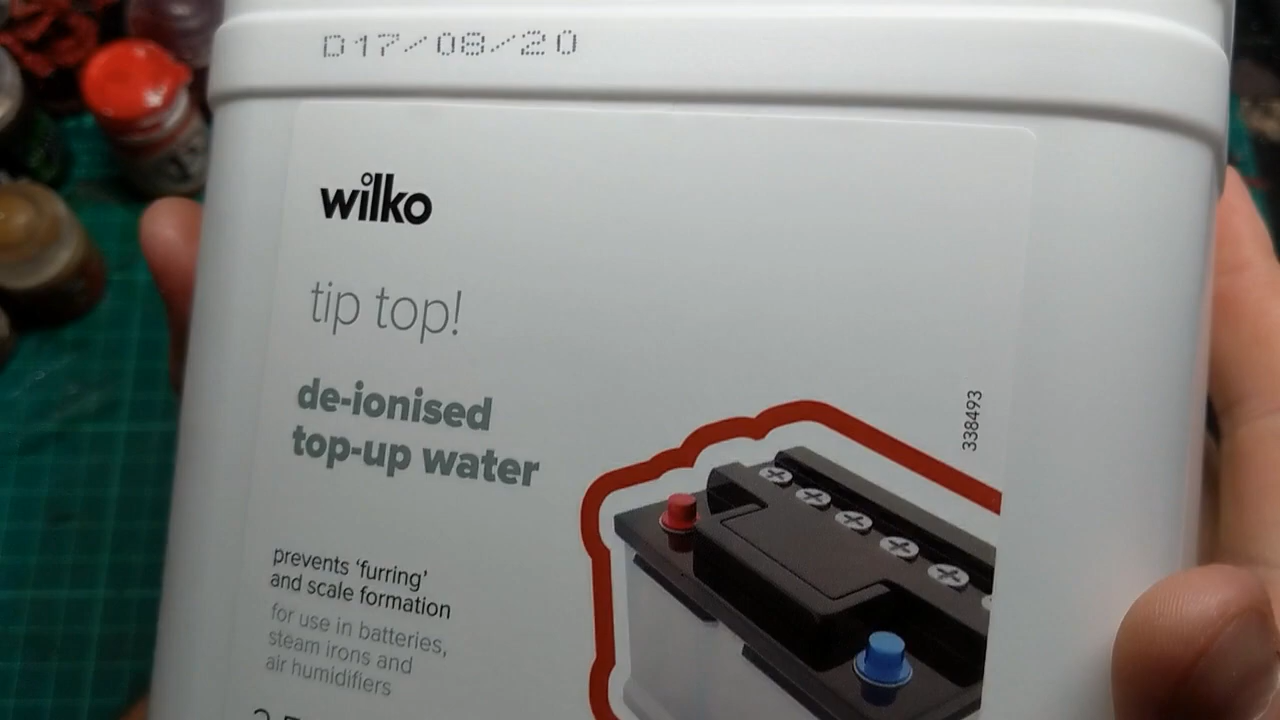 D17/08/20
wilko
tip top!
de-ionised
top-up water
338493
prevents ‘furring’
and scale formation
for use in batteries,
steam irons and
air humidifiers